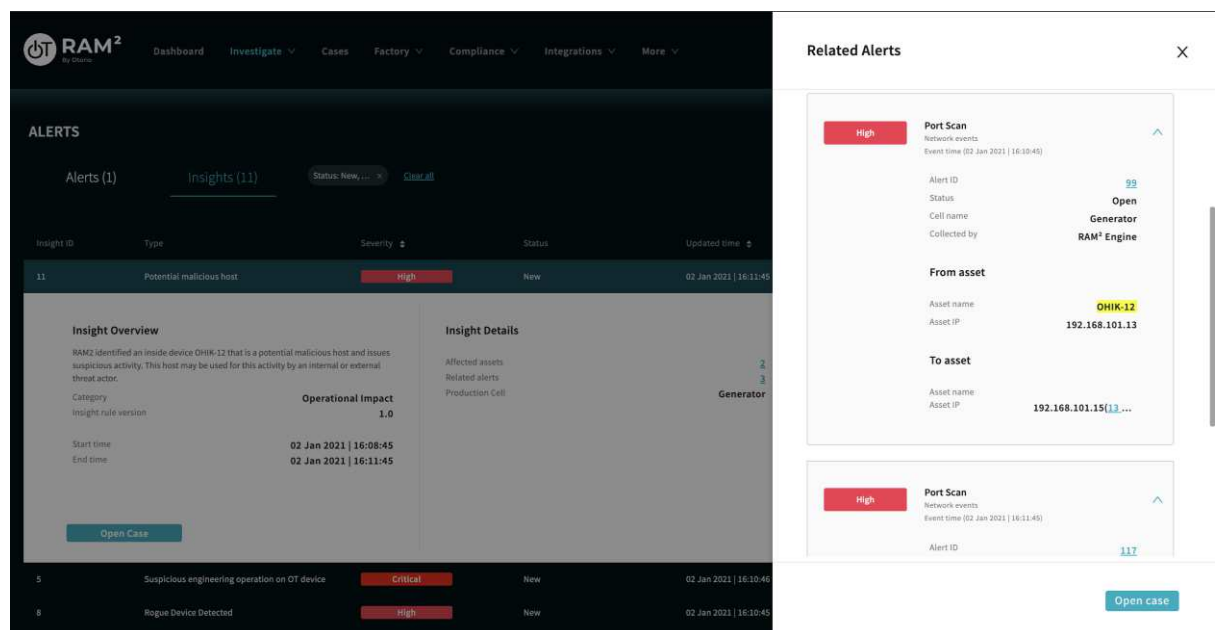 RAM²
By Otorio
Dashboard Investigate Cases Factory Compliance Integrations More
ALERTS
Alerts (1) Insights (11) Status: New, ... × Clear all
Insight ID Type Severity Status Updated time
11 Potential malicious host High New 02 Jan 2021 | 16:11:45
Insight Overview
RAM2 identified an inside device OHIK-12 that is a potential malicious host and issues
suspicious activity. This host may be used for this activity by an internal or external
threat actor.
Category Operational Impact
Insight rule version 1.0
Start time 02 Jan 2021 | 16:08:45
End time 02 Jan 2021 | 16:11:45
Open Case
Insight Details
Affected assets 2
Related alerts 3
Production Cell Generator
5 Suspicious engineering operation on OT device Critical New 02 Jan 2021 | 16:10:46
8 Rogue Device Detected High New 02 Jan 2021 | 16:10:45
Related Alerts X
High Port Scan
Network events
Event time (02 Jan 2021 | 16:10:45)
Alert ID 99
Status Open
Cell name Generator
Collected by RAM² Engine
From asset
Asset name OHIK-12
Asset IP 192.168.101.13
To asset
Asset name
Asset IP 192.168.101.15(13 ...
High Port Scan
Network events
Event time (02 Jan 2021 | 16:11:45)
Alert ID 117
Open case